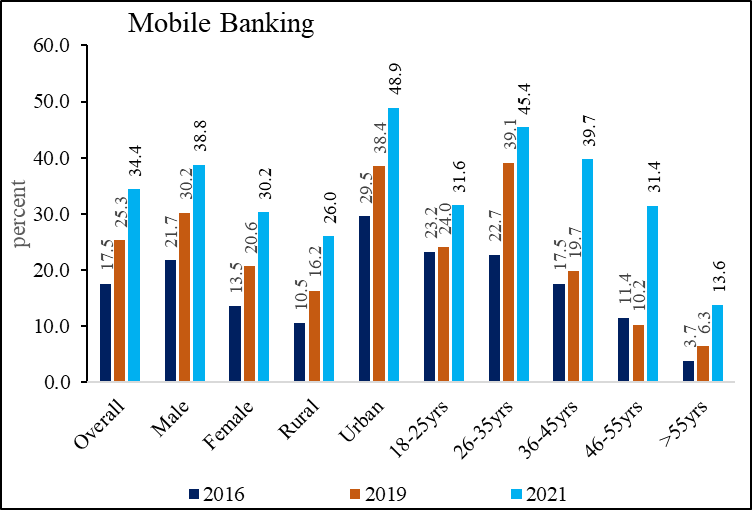 Mobile Banking
percent
60.0
50.0
40.0
30.0
20.0
10.0
0.0
17.5 25.3 34.4
21.7 30.2 38.8
13.5 20.6 30.2
10.5 16.2 26.0
29.5 38.4 48.9
23.2 24.0 31.6
22.7 39.1 45.4
17.5 19.7 39.7
11.4 10.2 31.4
3.7 6.3 13.6
Overall
Male
Female
Rural
Urban
18-25yrs
26-35yrs
36-45yrs
46-55yrs
>55yrs
2016 2019 2021